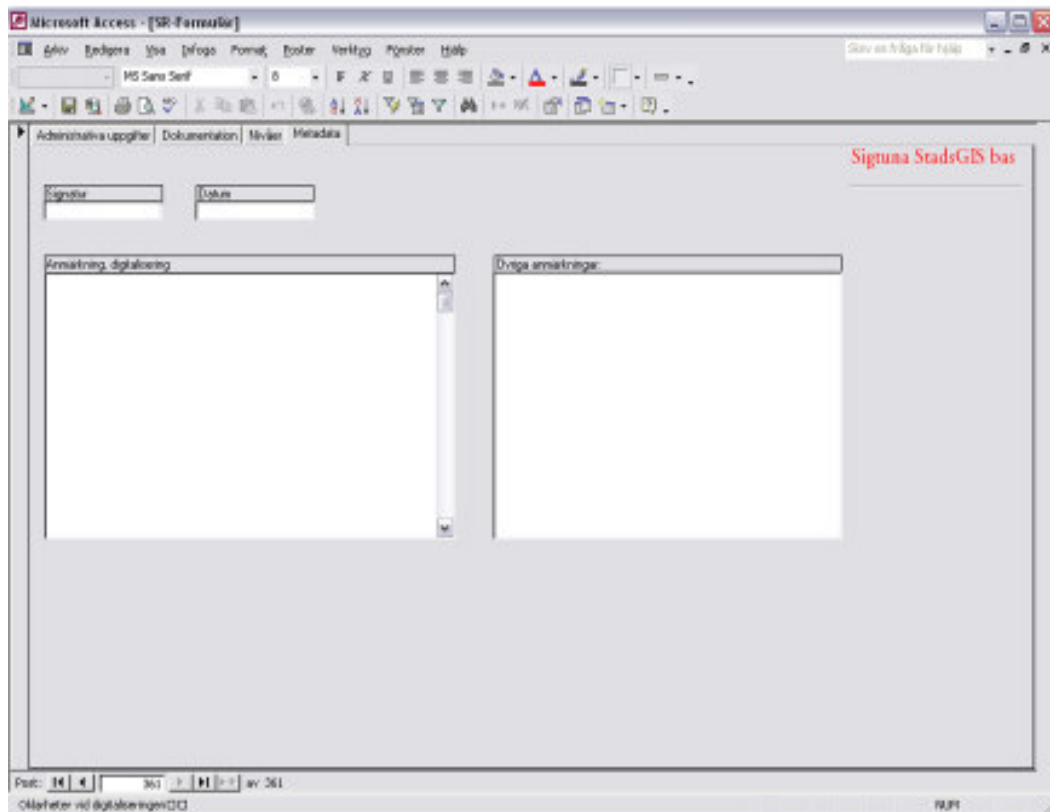 Microsoft Access - [SR-Formulär]
Arkiv Redigera Visa Infoga Format Poster Verktyg Fönster Hjälp Skriv en fråga för hjälp
MS Sans Serif 8 F K U
Administrativa uppgifter Dokumentation Nivåer Metadata
Sigtuna StadsGIS bas
Signatur Datum
Anmärkning, digitalisering Övriga anmärkningar:
Post: 361 av 361
Oklarheter vid digitaliseringen NUM